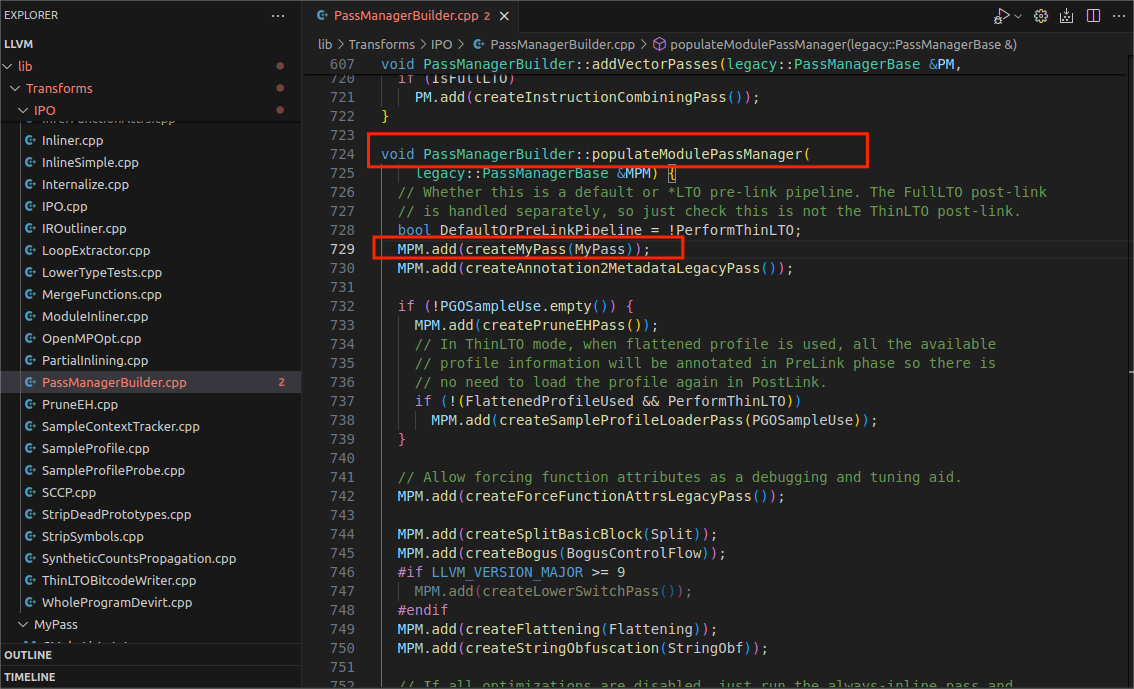 EXPLORER
LLVM
lib
Transforms
IPO
InferFunctionAttrs.cpp
Inliner.cpp
InlineSimple.cpp
Internalize.cpp
IPO.cpp
IROutliner.cpp
LoopExtractor.cpp
LowerTypeTests.cpp
MergeFunctions.cpp
ModuleInliner.cpp
OpenMPOpt.cpp
PartialInlining.cpp
PassManagerBuilder.cpp 2
PruneEH.cpp
SampleContextTracker.cpp
SampleProfile.cpp
SampleProfileProbe.cpp
SCCP.cpp
StripDeadPrototypes.cpp
StripSymbols.cpp
SyntheticCountsPropagation.cpp
ThinLTOBitcodeWriter.cpp
WholeProgramDevirt.cpp
MyPass
OUTLINE
TIMELINE
PassManagerBuilder.cpp 2
lib > Transforms > IPO > PassManagerBuilder.cpp > populateModulePassManager(legacy::PassManagerBase &)
607 void PassManagerBuilder::addVectorPasses(legacy::PassManagerBase &PM,
720 if (IsFullLTO)
721 PM.add(createInstructionCombiningPass());
722 }
723
724 void PassManagerBuilder::populateModulePassManager(
725 legacy::PassManagerBase &MPM) {
726 // Whether this is a default or *LTO pre-link pipeline. The FullLTO post-link
727 // is handled separately, so just check this is not the ThinLTO post-link.
728 bool DefaultOrPreLinkPipeline = !PerformThinLTO;
729 MPM.add(createMyPass(MyPass));
730 MPM.add(createAnnotation2MetadataLegacyPass());
731
732 if (!PGOSampleUse.empty()) {
733 MPM.add(createPruneEHPass());
734 // In ThinLTO mode, when flattened profile is used, all the available
735 // profile information will be annotated in PreLink phase so there is
736 // no need to load the profile again in PostLink.
737 if (!(FlattenedProfileUsed && PerformThinLTO))
738 MPM.add(createSampleProfileLoaderPass(PGOSampleUse));
739 }
740
741 // Allow forcing function attributes as a debugging and tuning aid.
742 MPM.add(createForceFunctionAttrsLegacyPass());
743
744 MPM.add(createSplitBasicBlock(Split));
745 MPM.add(createBogus(BogusControlFlow));
746 #if LLVM_VERSION_MAJOR >= 9
747 MPM.add(createLowerSwitchPass());
748 #endif
749 MPM.add(createFlattening(Flattening));
750 MPM.add(createStringObfuscation(StringObf));
751
752 // If all optimizations are disabled, just run the always-inline pass and